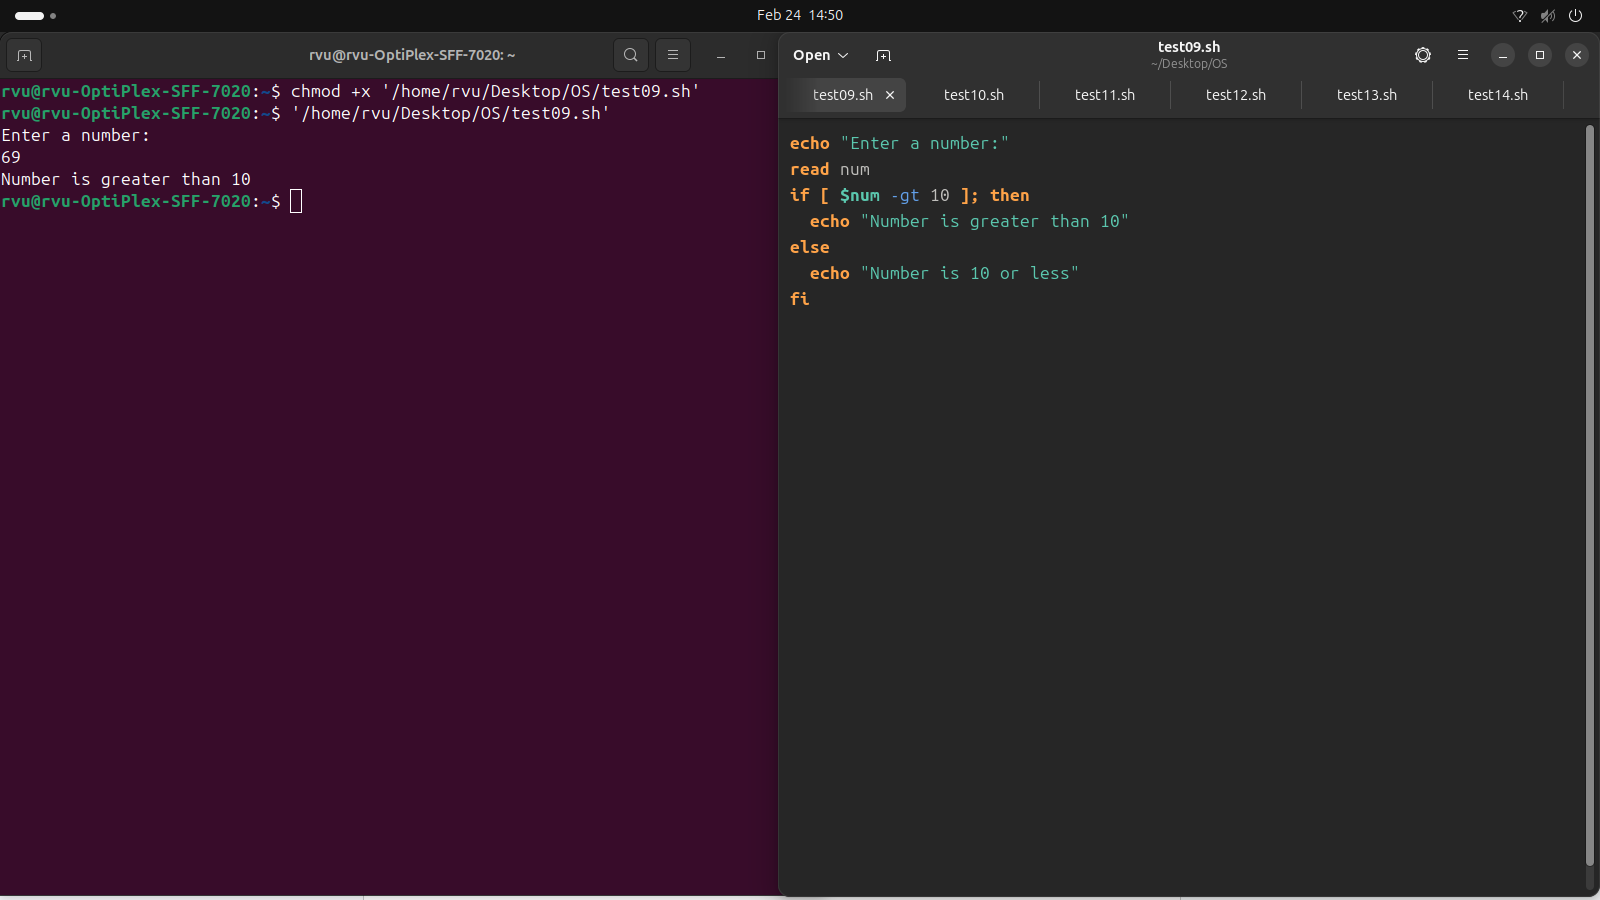 Feb 24 14:50
rvu@rvu-OptiPlex-SFF-7020: ~
rvu@rvu-OptiPlex-SFF-7020:~$ chmod +x '/home/rvu/Desktop/OS/test09.sh'
rvu@rvu-OptiPlex-SFF-7020:~$ '/home/rvu/Desktop/OS/test09.sh'
Enter a number:
69
Number is greater than 10
rvu@rvu-OptiPlex-SFF-7020:~$
Open
test09.sh
~/Desktop/OS
test09.sh test10.sh test11.sh test12.sh test13.sh test14.sh
echo "Enter a number:"
read num
if [ $num -gt 10 ]; then
  echo "Number is greater than 10"
else
  echo "Number is 10 or less"
fi